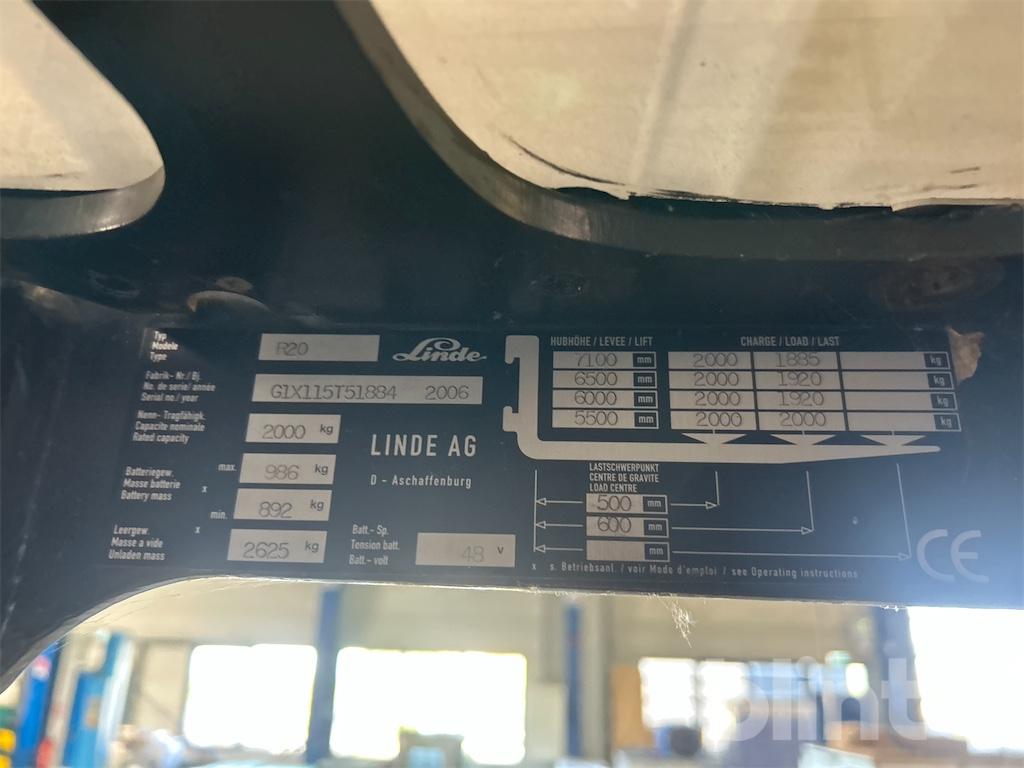 Typ
Modele
Type
R20
Linde
Fabrik.- Nr./ Bj.
No. de serie/ année
Serial no./ year
G1X115T51884 2006
Nenn- Tragfähigk.
Capacite nominale
Rated capacity
2000 kg
LINDE AG
D - Aschaffenburg
Batteriegew.
Masse batterie x
Battery mass
max. 986 kg
min. 892 kg
Leergew. x
Masse a vide
Unladen mass
2625 kg
Batt.- Sp.
Tension batt.
Batt.- volt
48 V
HUBHÖHE / LEVEE / LIFT CHARGE / LOAD / LAST
7100 mm 2000 1885 kg
6500 mm 2000 1920 kg
6000 mm 2000 1920 kg
5500 mm 2000 2000 kg
LASTSCHWERPUNKT
CENTRE DE GRAVITE
LOAD CENTRE
500 mm
600 mm
mm
x s. Betriebsanl. / voir Mode d'emploi / see Operating instructions
CE
blint